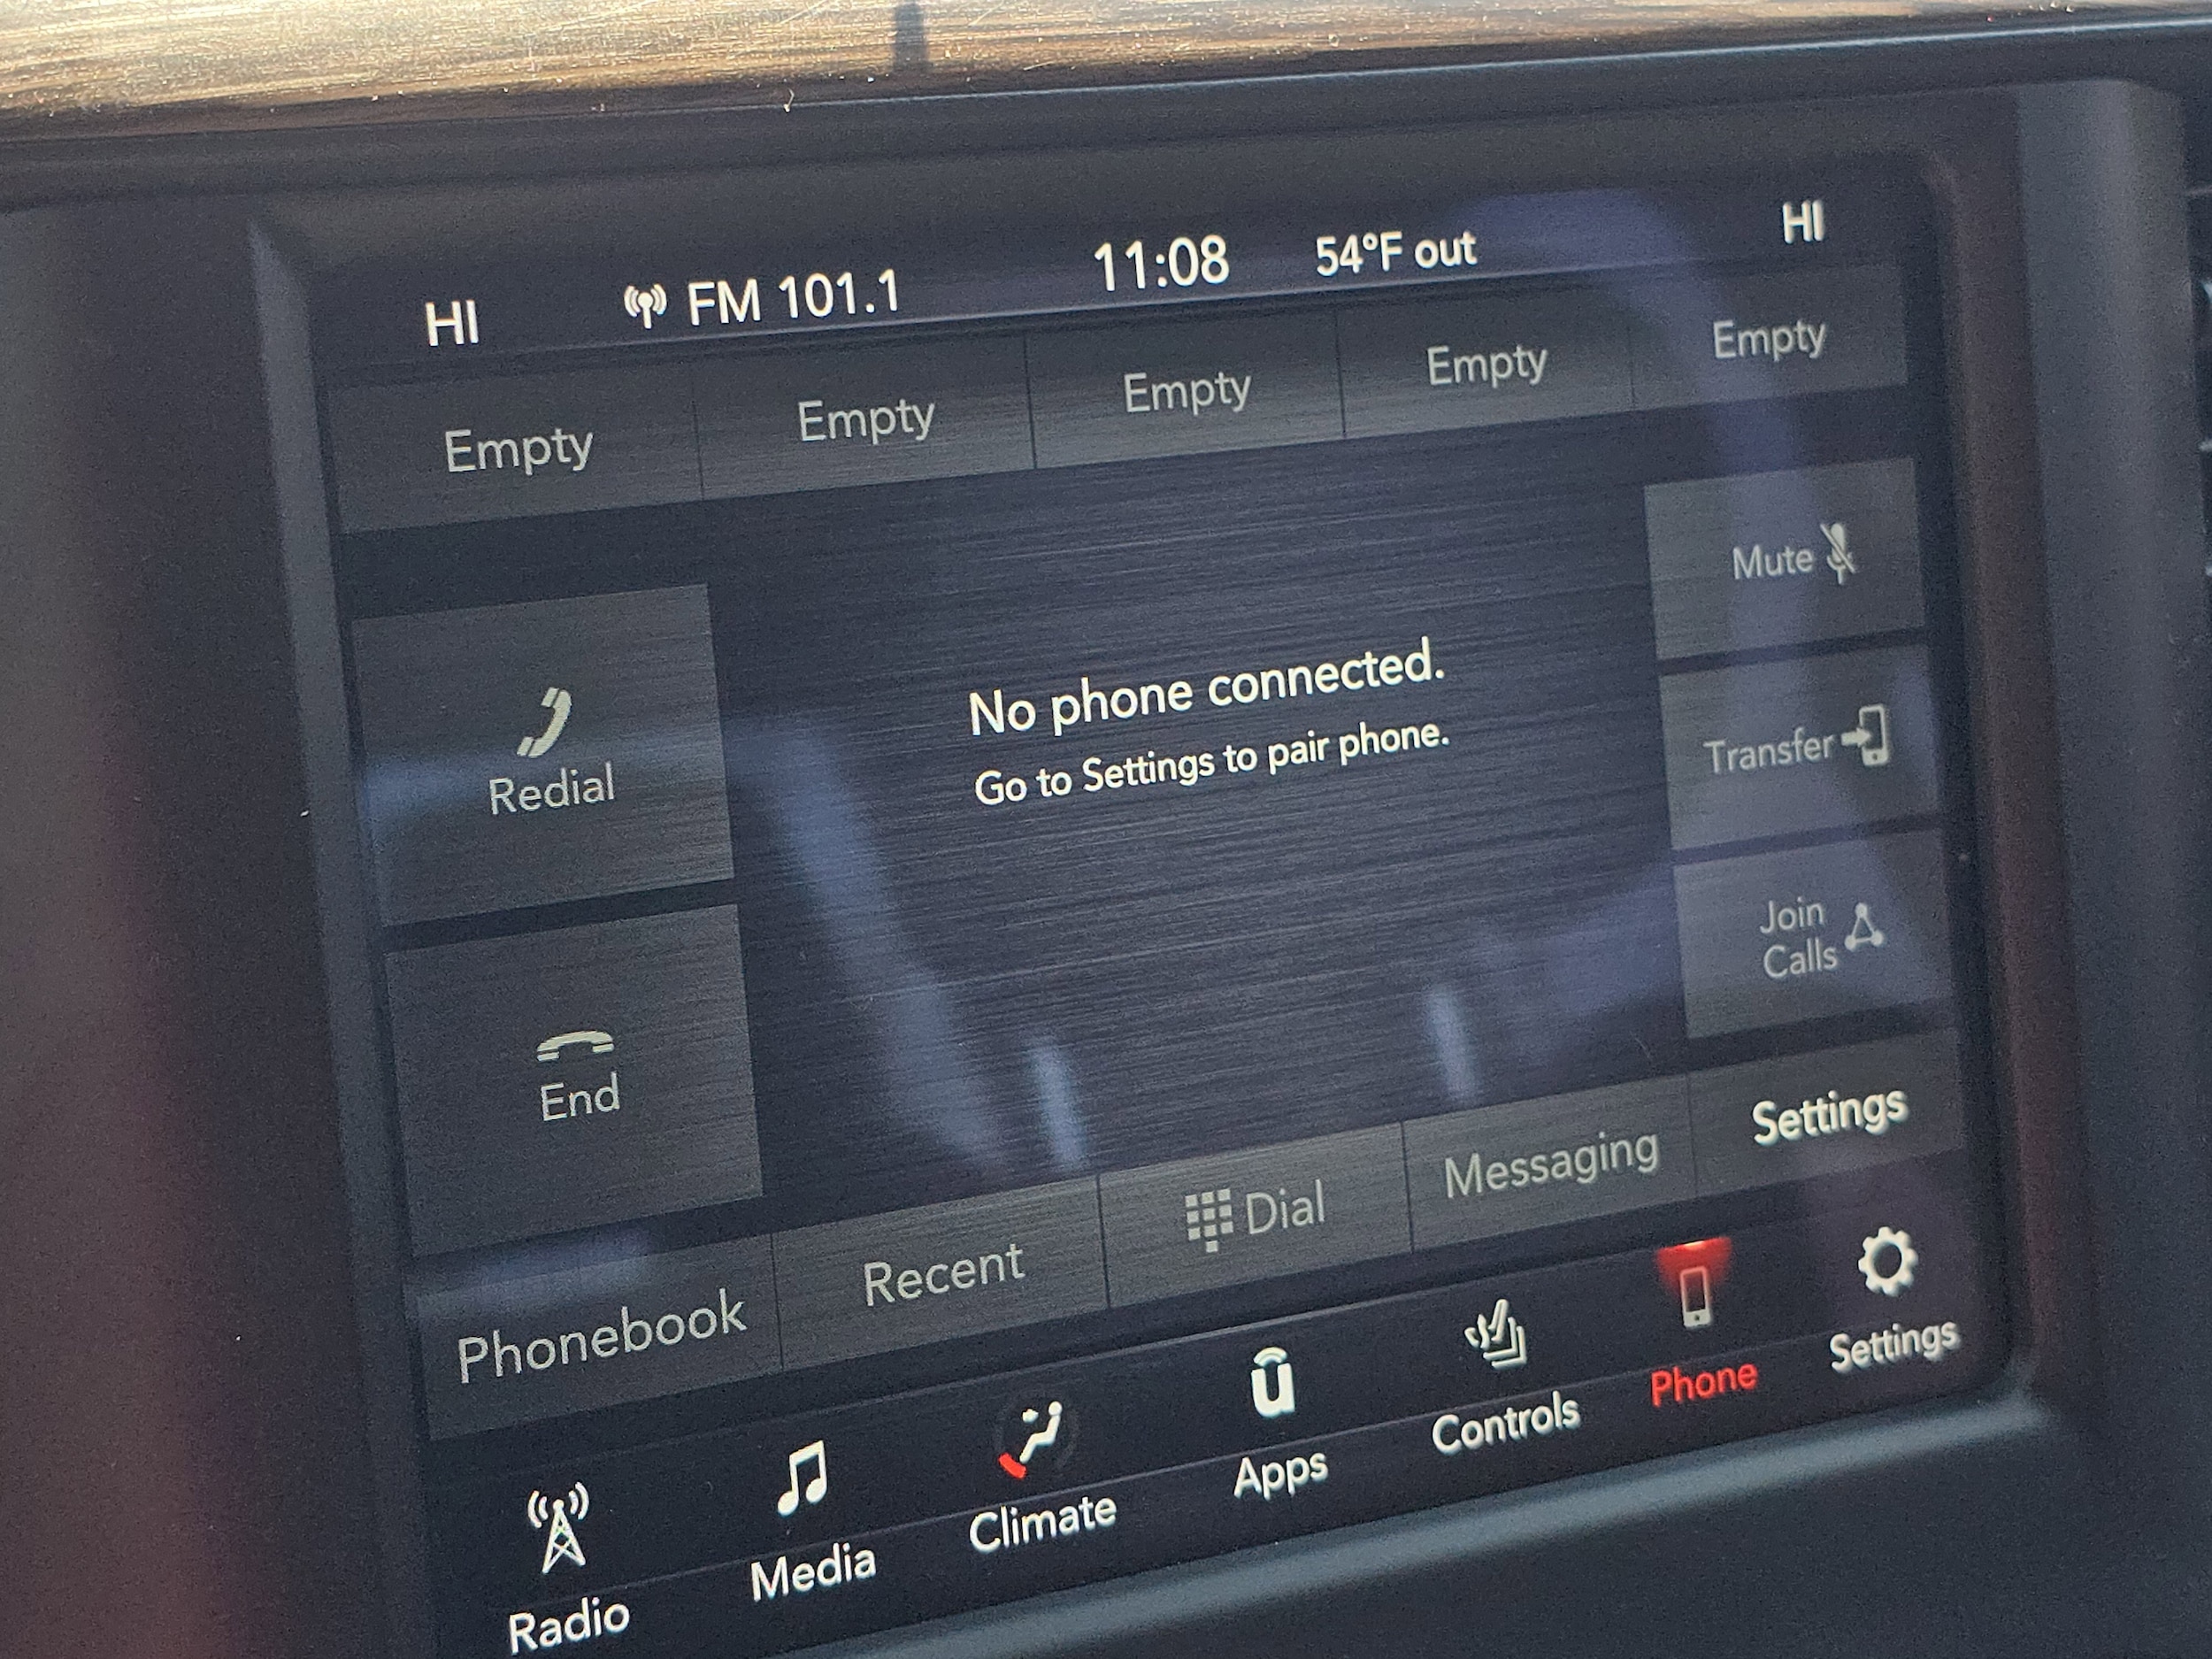 HI FM 101.1 11:08 54°F out HI
Empty Empty Empty Empty Empty
Redial
End
No phone connected.
Go to Settings to pair phone.
Mute
Transfer
Join
Calls
Phonebook Recent Dial Messaging Settings
Radio Media Climate Apps Controls Phone Settings